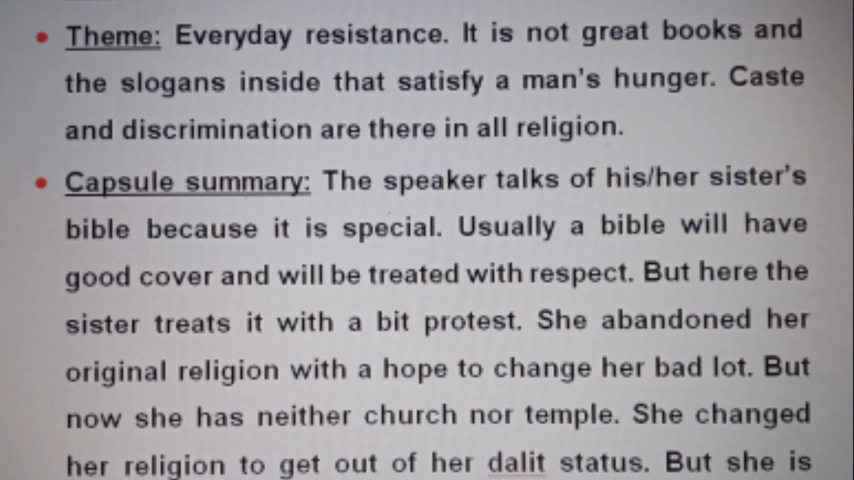 • Theme: Everyday resistance. It is not great books and
the slogans inside that satisfy a man's hunger. Caste
and discrimination are there in all religion.
• Capsule summary: The speaker talks of his/her sister's
bible because it is special. Usually a bible will have
good cover and will be treated with respect. But here the
sister treats it with a bit protest. She abandoned her
original religion with a hope to change her bad lot. But
now she has neither church nor temple. She changed
her religion to get out of her dalit status. But she is